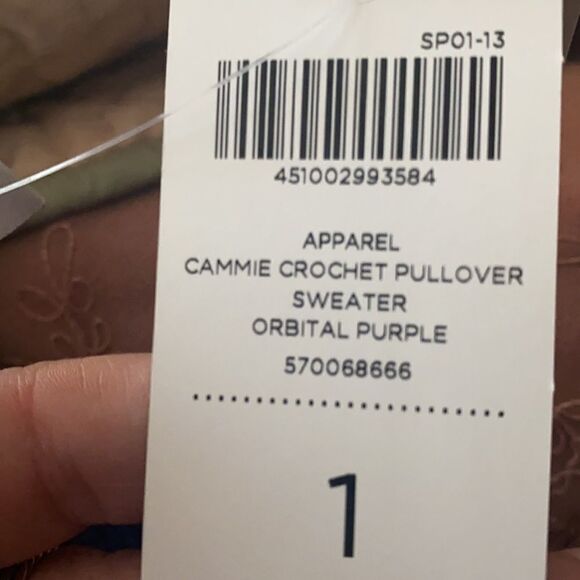 SP01-13
451002993584
APPAREL
CAMMIE CROCHET PULLOVER
SWEATER
ORBITAL PURPLE
570068666
1